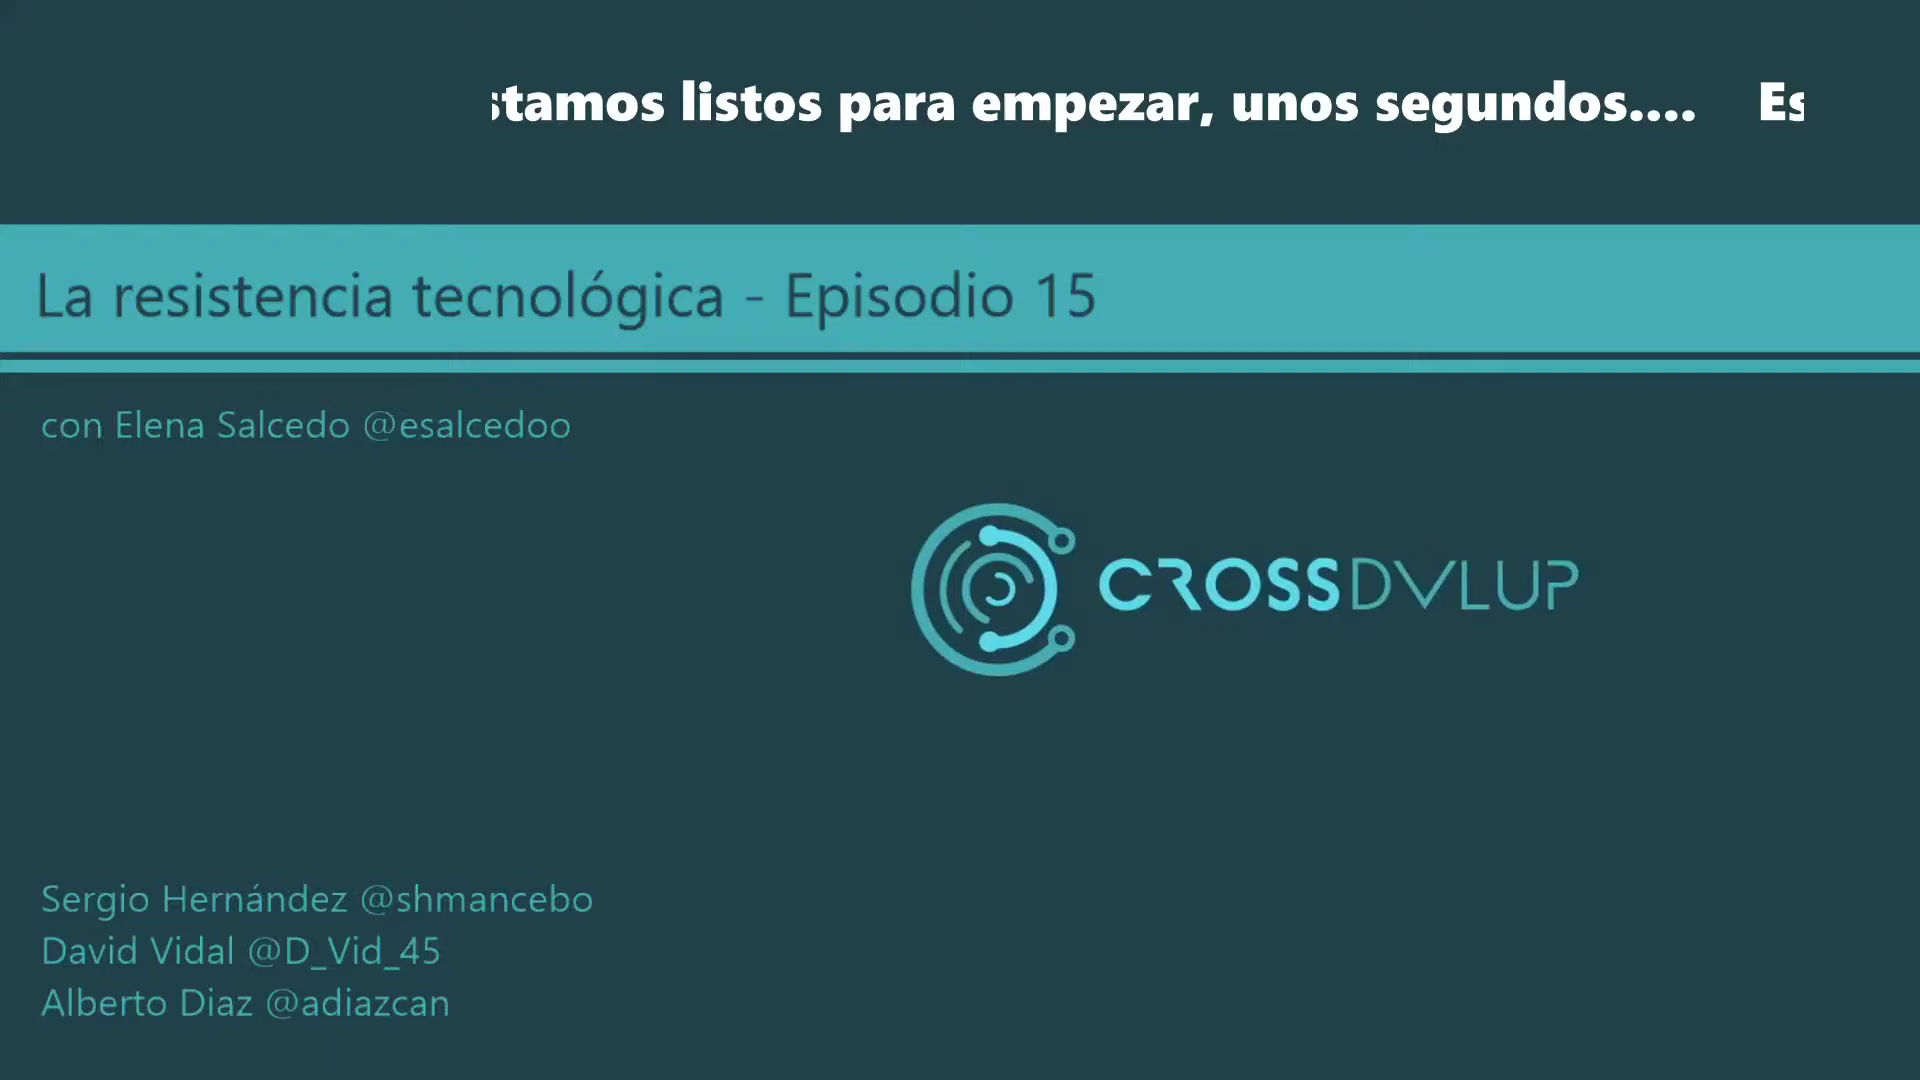 stamos listos para empezar, unos segundos.... Es
La resistencia tecnológica - Episodio 15
con Elena Salcedo @esalcedoo
CROSSDVLUP
Sergio Hernández @shmancebo
David Vidal @D_Vid_45
Alberto Diaz @adiazcan